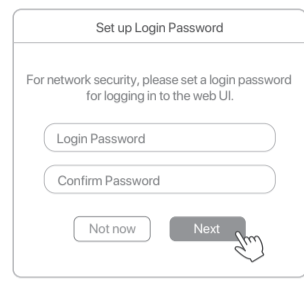 Set up Login Password
For network security, please set a login password
for logging in to the web UI.
Login Password
Confirm Password
Not now Next